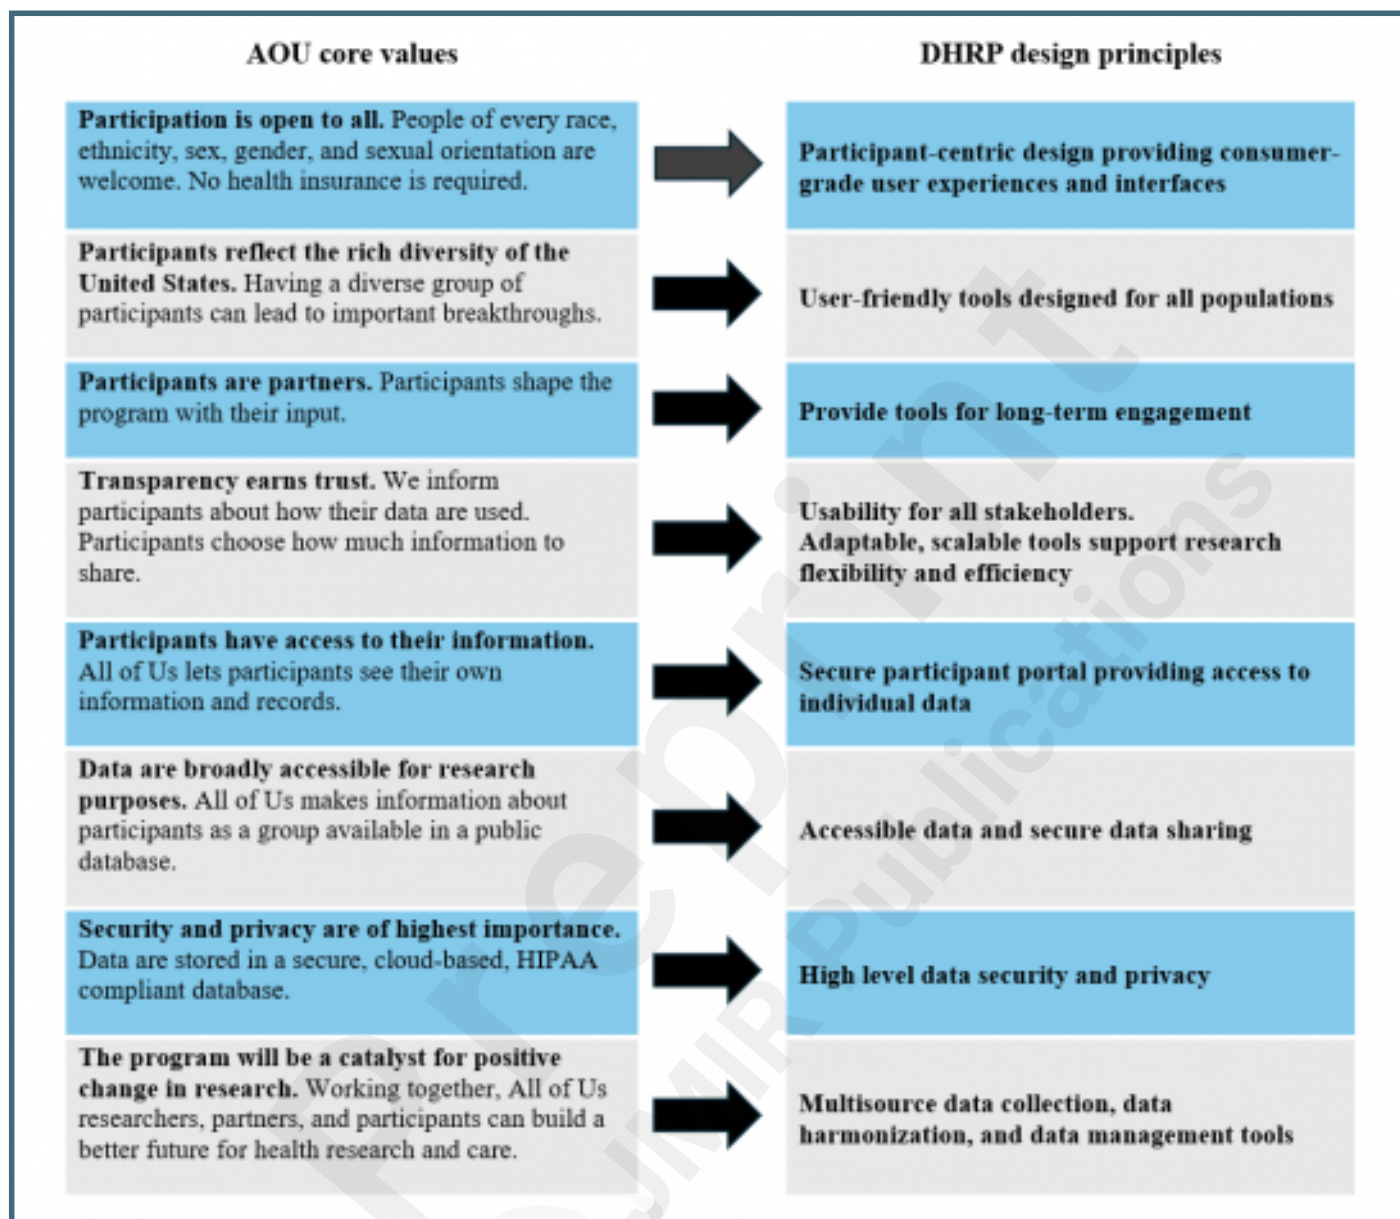 AOU core values
DHRP design principles
Participation is open to all. People of every race,
ethnicity, sex, gender, and sexual orientation are
welcome. No health insurance is required.
Participant-centric design providing consumer-
grade user experiences and interfaces
Participants reflect the rich diversity of the
United States. Having a diverse group of
participants can lead to important breakthroughs.
User-friendly tools designed for all populations
Participants are partners. Participants shape the
program with their input.
Provide tools for long-term engagement
Transparency earns trust. We inform
participants about how their data are used.
Participants choose how much information to
share.
Usability for all stakeholders.
Adaptable, scalable tools support research
flexibility and efficiency
Participants have access to their information.
All of Us lets participants see their own
information and records.
Secure participant portal providing access to
individual data
Data are broadly accessible for research
purposes. All of Us makes information about
participants as a group available in a public
database.
Accessible data and secure data sharing
Security and privacy are of highest importance.
Data are stored in a secure, cloud-based, HIPAA
compliant database.
High level data security and privacy
The program will be a catalyst for positive
change in research. Working together, All of Us
researchers, partners, and participants can build a
better future for health research and care.
Multisource data collection, data
harmonization, and data management tools
Preprint
JMIR Publications